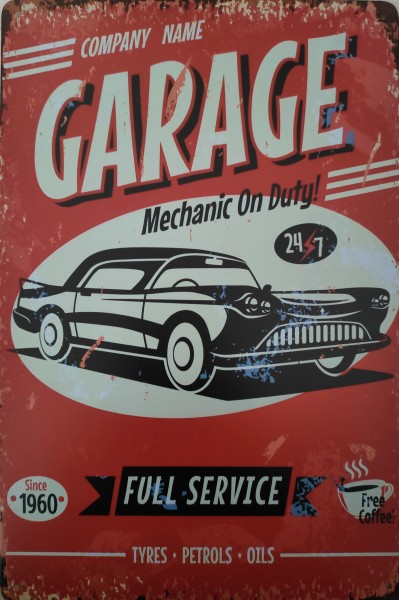 COMPANY NAME
GARAGE
Mechanic On Duty!
24 7
FULL SERVICE
Since
1960
Free
Coffee!
TYRES • PETROLS • OILS